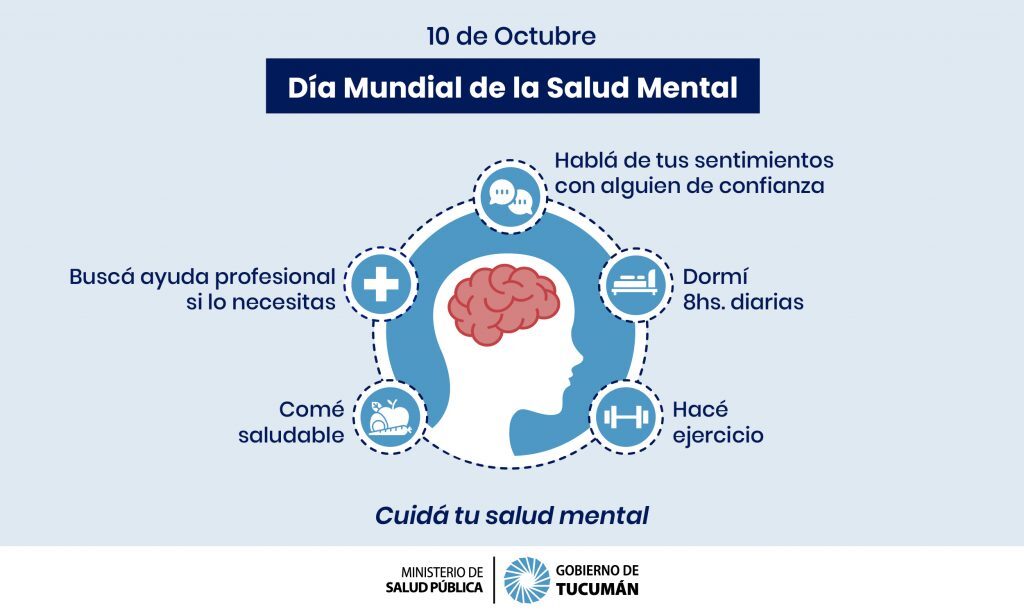 10 de Octubre
Día Mundial de la Salud Mental
Hablá de tus sentimientos
con alguien de confianza
Buscá ayuda profesional
si lo necesitas
Dormí
8hs. diarias
Comé
saludable
Hacé
ejercicio
Cuidá tu salud mental
MINISTERIO DE
SALUD PÚBLICA
GOBIERNO DE
TUCUMÁN